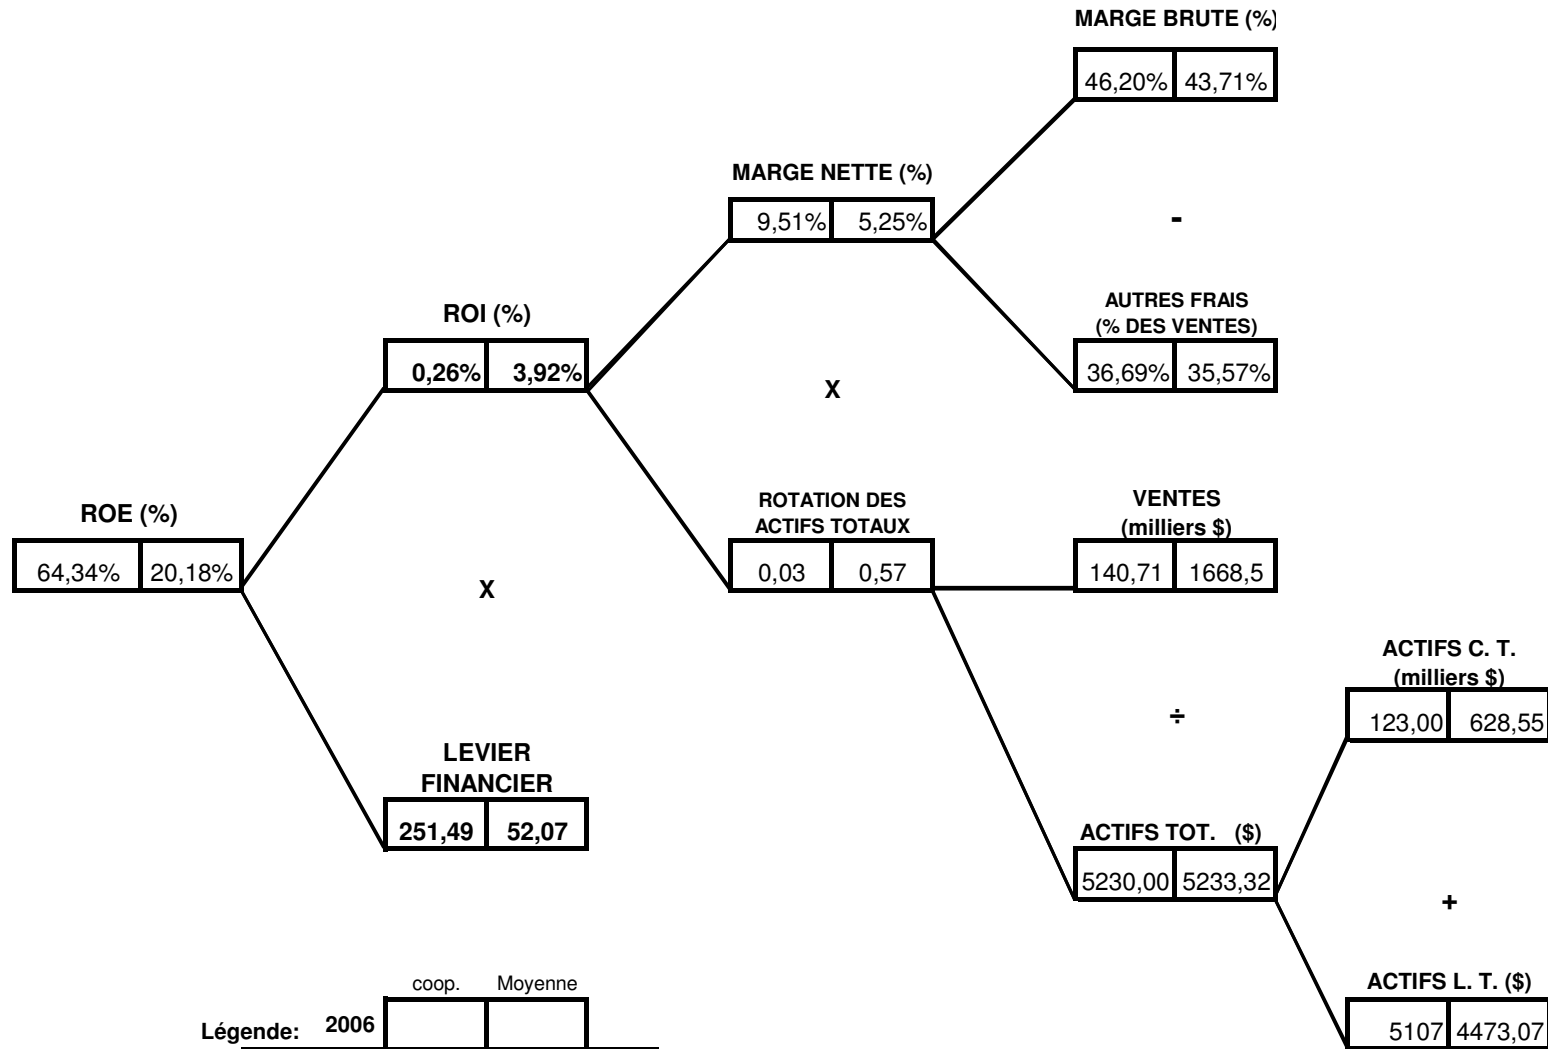 MARGE BRUTE (%)
46,20% 43,71%
MARGE NETTE (%)
9,51% 5,25%
-
AUTRES FRAIS
(% DES VENTES)
36,69% 35,57%
ROI (%)
0,26% 3,92%
X
ROE (%)
64,34% 20,18%
X
ROTATION DES
ACTIFS TOTAUX
0,03 0,57
VENTES
(milliers $)
140,71 1668,5
÷
ACTIFS C. T.
(milliers $)
123,00 628,55
LEVIER
FINANCIER
251,49 52,07
ACTIFS TOT. ($)
5230,00 5233,32
+
ACTIFS L. T. ($)
5107 4473,07
coop. Moyenne
Légende: 2006